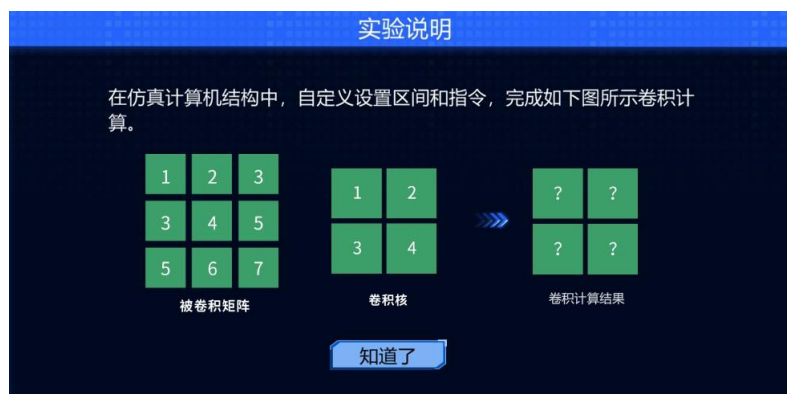 实验说明
在仿真计算机结构中，自定义设置区间和指令，完成如下图所示卷积计
算。
1 2 3
3 4 5
5 6 7
1 2
3 4
? ?
? ?
被卷积矩阵
卷积核
卷积计算结果
知道了